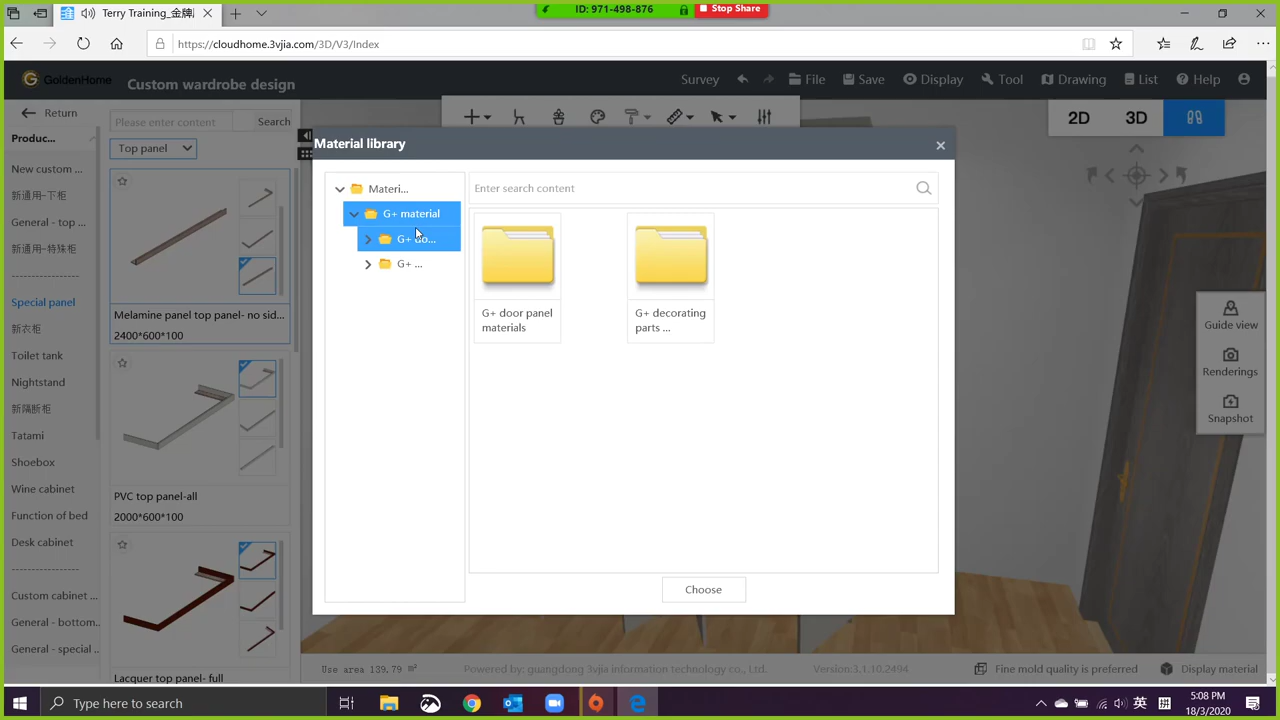 ID: 971-498-876
Stop Share
Terry Training_金牌
https://cloudhome.3vjia.com/3D/V3/Index
GoldenHome
Custom wardrobe design
Survey
File
Save
Display
Tool
Drawing
List
Help
Return
Please enter content
Search
Produc...
Top panel
2D
3D
New custom ...
新通用-下柜
General - top ...
新通用-特殊柜
Special panel
新衣柜
Toilet tank
Nightstand
新隔断柜
Tatami
Shoebox
Wine cabinet
Function of bed
Desk cabinet
Custom cabinet ...
General - bottom...
General - special ...
Melamine panel top panel- no sid...
2400*600*100
PVC top panel-all
2000*600*100
Lacquer top panel- full
Material library
Materi...
G+ material
G+ do...
G+ ...
Enter search content
G+ door panel
materials
G+ decorating
parts ...
Choose
Guide view
Renderings
Snapshot
Use area 139.79 m²
Powered by: guangdong 3vjia information technology co., Ltd.
Version:3.1.10.2494
Fine mold quality is preferred
Display material
Type here to search
英
拼
5:08 PM
18/3/2020